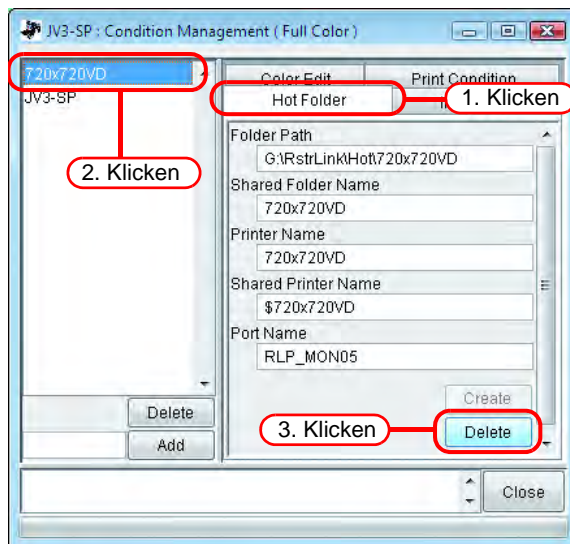 JV3-SP : Condition Management ( Full Color )
720x720VD
JV3-SP
Color Edit
Print Condition
Hot Folder
1. Klicken
2. Klicken
Folder Path
G:\RstrLink\Hot\720x720VD
Shared Folder Name
720x720VD
Printer Name
720x720VD
Shared Printer Name
$720x720VD
Port Name
RLP_MON05
Create
3. Klicken
Delete
Delete
Add
Close